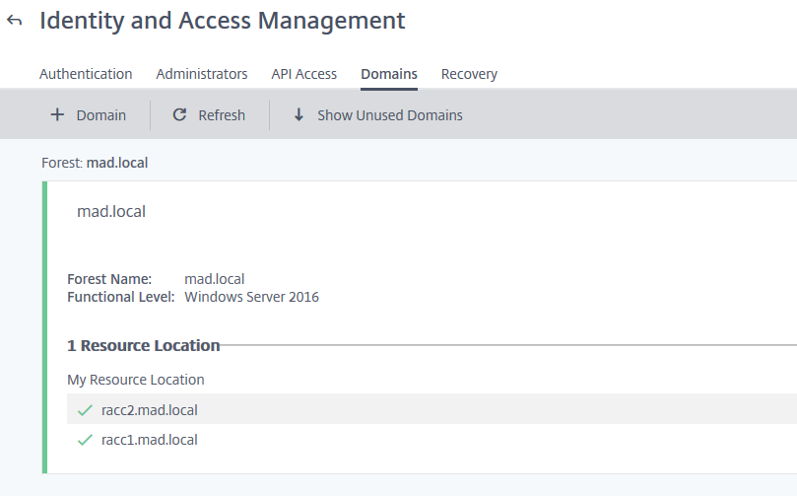 Identity and Access Management
Authentication Administrators API Access Domains Recovery
+ Domain Refresh Show Unused Domains
Forest: mad.local
mad.local
Forest Name: mad.local
Functional Level: Windows Server 2016
1 Resource Location
My Resource Location
racc2.mad.local
racc1.mad.local